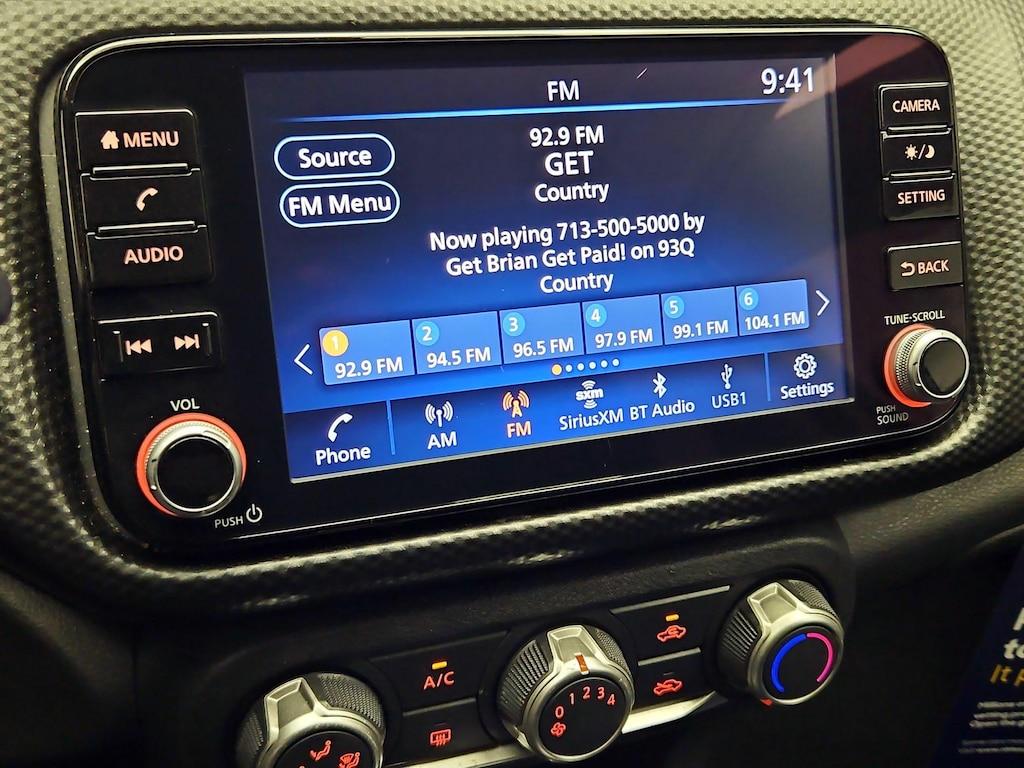 FM
9:41
MENU
AUDIO
VOL
PUSH
Source
FM Menu
92.9 FM
GET
Country
Now playing 713-500-5000 by
Get Brian Get Paid! on 93Q
Country
1 92.9 FM
2 94.5 FM
3 96.5 FM
4 97.9 FM
5 99.1 FM
6 104.1 FM
Phone
AM
FM
sxm
SiriusXM
BT Audio
USB1
Settings
CAMERA
SETTING
BACK
TUNE·SCROLL
PUSH
SOUND
A/C
0 1 2 3 4